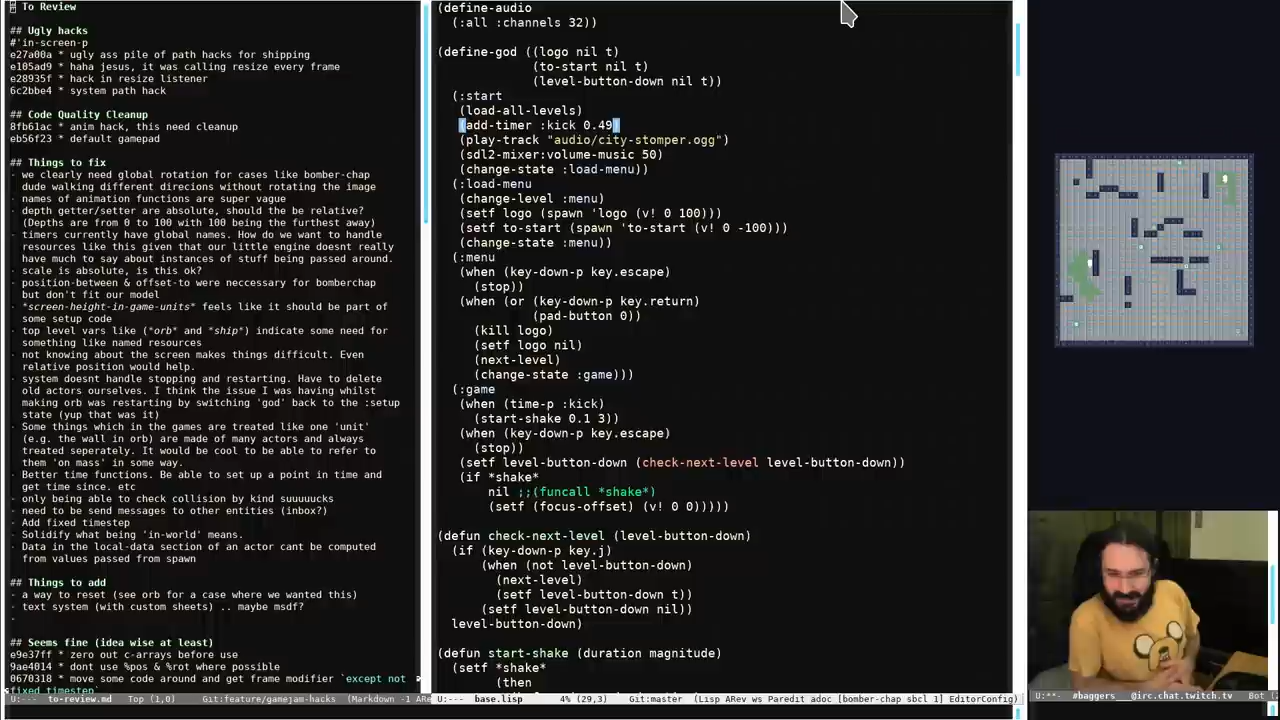 # To Review
## Ugly hacks
#'in-screen-p
e27a00a * ugly ass pile of path hacks for shipping
e105ad9 * haha jesus, it was calling resize every frame
e28935f * hack in resize listener
6c2bbe4 * system path hack
## Code Quality Cleanup
8fb61ac * anim hack, this need cleanup
eb56f23 * default gamepad
## Things to fix
- we clearly need global rotation for cases like bomber-chap
dude walking different direcions without rotating the image
- names of animation functions are super vague
- depth getter/setter are absolute, should the be relative?
(Depths are from 0 to 100 with 100 being the furthest away)
- timers currently have global names. How do we want to handle
resources like this given that our little engine doesnt really
have much to say about instances of stuff being passed around.
- scale is absolute, is this ok?
- position-between & offset-to were neccessary for bomberchap
but don't fit our model
- *screen-height-in-game-units* feels like it should be part of
some setup code
- top level vars like (*orb* and *ship*) indicate some need for
something like named resources
- not knowing about the screen makes things difficult. Even
relative position would help.
- system doesnt handle stopping and restarting. Have to delete
old actors ourselves. I think the issue I was having whilst
making orb was restarting by switching 'god' back to the :setup
state (yup that was it)
- Some things which in the games are treated like one 'unit'
(e.g. the wall in orb) are made of many actors and always
treated seperately. It would be cool to be able to refer to
them 'on mass' in some way.
- Better time functions. Be able to set up a point in time and
get time since. etc
- only being able to check collision by kind suuuuucks
- need to be send messages to other entities (inbox?)
- Add fixed timestep
- Solidify what being 'in-world' means.
- Data in the local-data section of an actor cant be computed
from values passed from spawn
## Things to add
- a way to reset (see orb for a case where we wanted this)
- text system (with custom sheets) .. maybe msdf?
-
## Seems fine (idea wise at least)
e9e37ff * zero out c-arrays before use
9ae4014 * dont use %pos & %rot where possible
0670318 * move some code around and get frame modifier `except not
fixed timestep`
U:--- to-review.md Top (1,0) Git:feature/gamejam-hacks (Markdown -1 ARe
(define-audio
(:all :channels 32))
(define-god ((logo nil t)
(to-start nil t)
(level-button-down nil t))
(:start
(load-all-levels)
(add-timer :kick 0.49)
(play-track "audio/city-stomper.ogg")
(sdl2-mixer:volume-music 50)
(change-state :load-menu))
(:load-menu
(change-level :menu)
(setf logo (spawn 'logo (v! 0 100)))
(setf to-start (spawn 'to-start (v! 0 -100)))
(change-state :menu))
(:menu
(when (key-down-p key.escape)
(stop))
(when (or (key-down-p key.return)
(pad-button 0))
(kill logo)
(setf logo nil)
(next-level)
(change-state :game)))
(:game
(when (time-p :kick)
(start-shake 0.1 3))
(when (key-down-p key.escape)
(stop))
(setf level-button-down (check-next-level level-button-down))
(if *shake*
nil ;;(funcall *shake*)
(setf (focus-offset) (v! 0 0)))))
(defun check-next-level (level-button-down)
(if (key-down-p key.j)
(when (not level-button-down)
(next-level)
(setf level-button-down t))
(setf level-button-down nil))
level-button-down)
(defun start-shake (duration magnitude)
(setf *shake*
(then
U:--- base.lisp 4% (29,3) Git:master (Lisp ARev ws Paredit adoc [bomber-chap sbcl 1] EditorConfig)
U:**- #baggers_ @irc.chat.twitch.tv Bot (